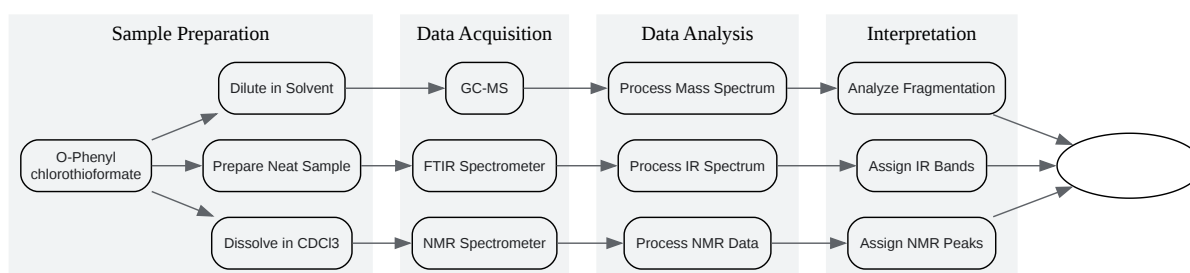 Sample Preparation
Data Acquisition
Data Analysis
Interpretation
Dilute in Solvent
GC-MS
Process Mass Spectrum
Analyze Fragmentation
O-Phenyl
chlorothioformate
Prepare Neat Sample
FTIR Spectrometer
Process IR Spectrum
Assign IR Bands
Dissolve in CDCl3
NMR Spectrometer
Process NMR Data
Assign NMR Peaks